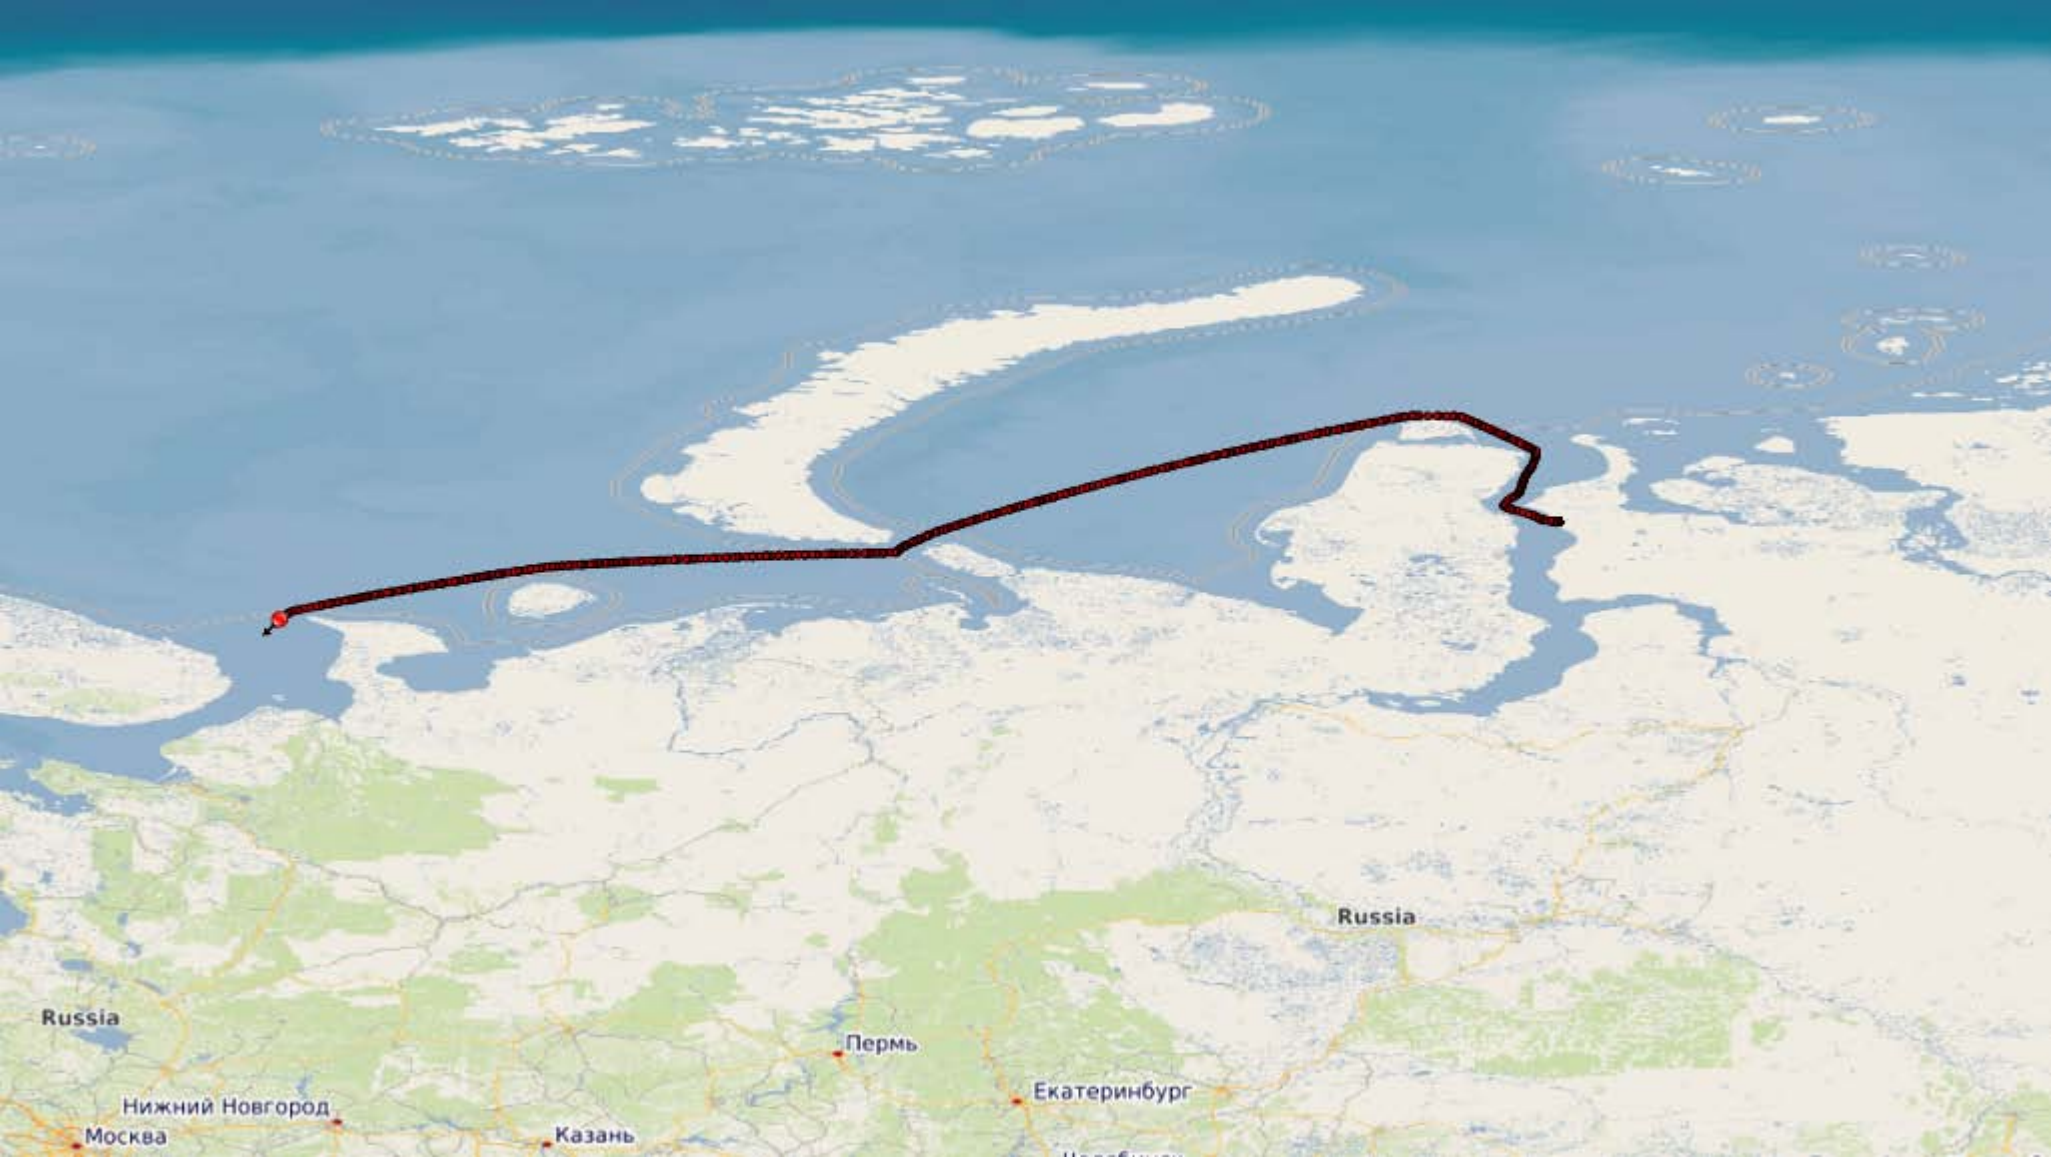 Russia
Russia
Пермь
Екатеринбург
Нижний Новгород
Москва
Казань